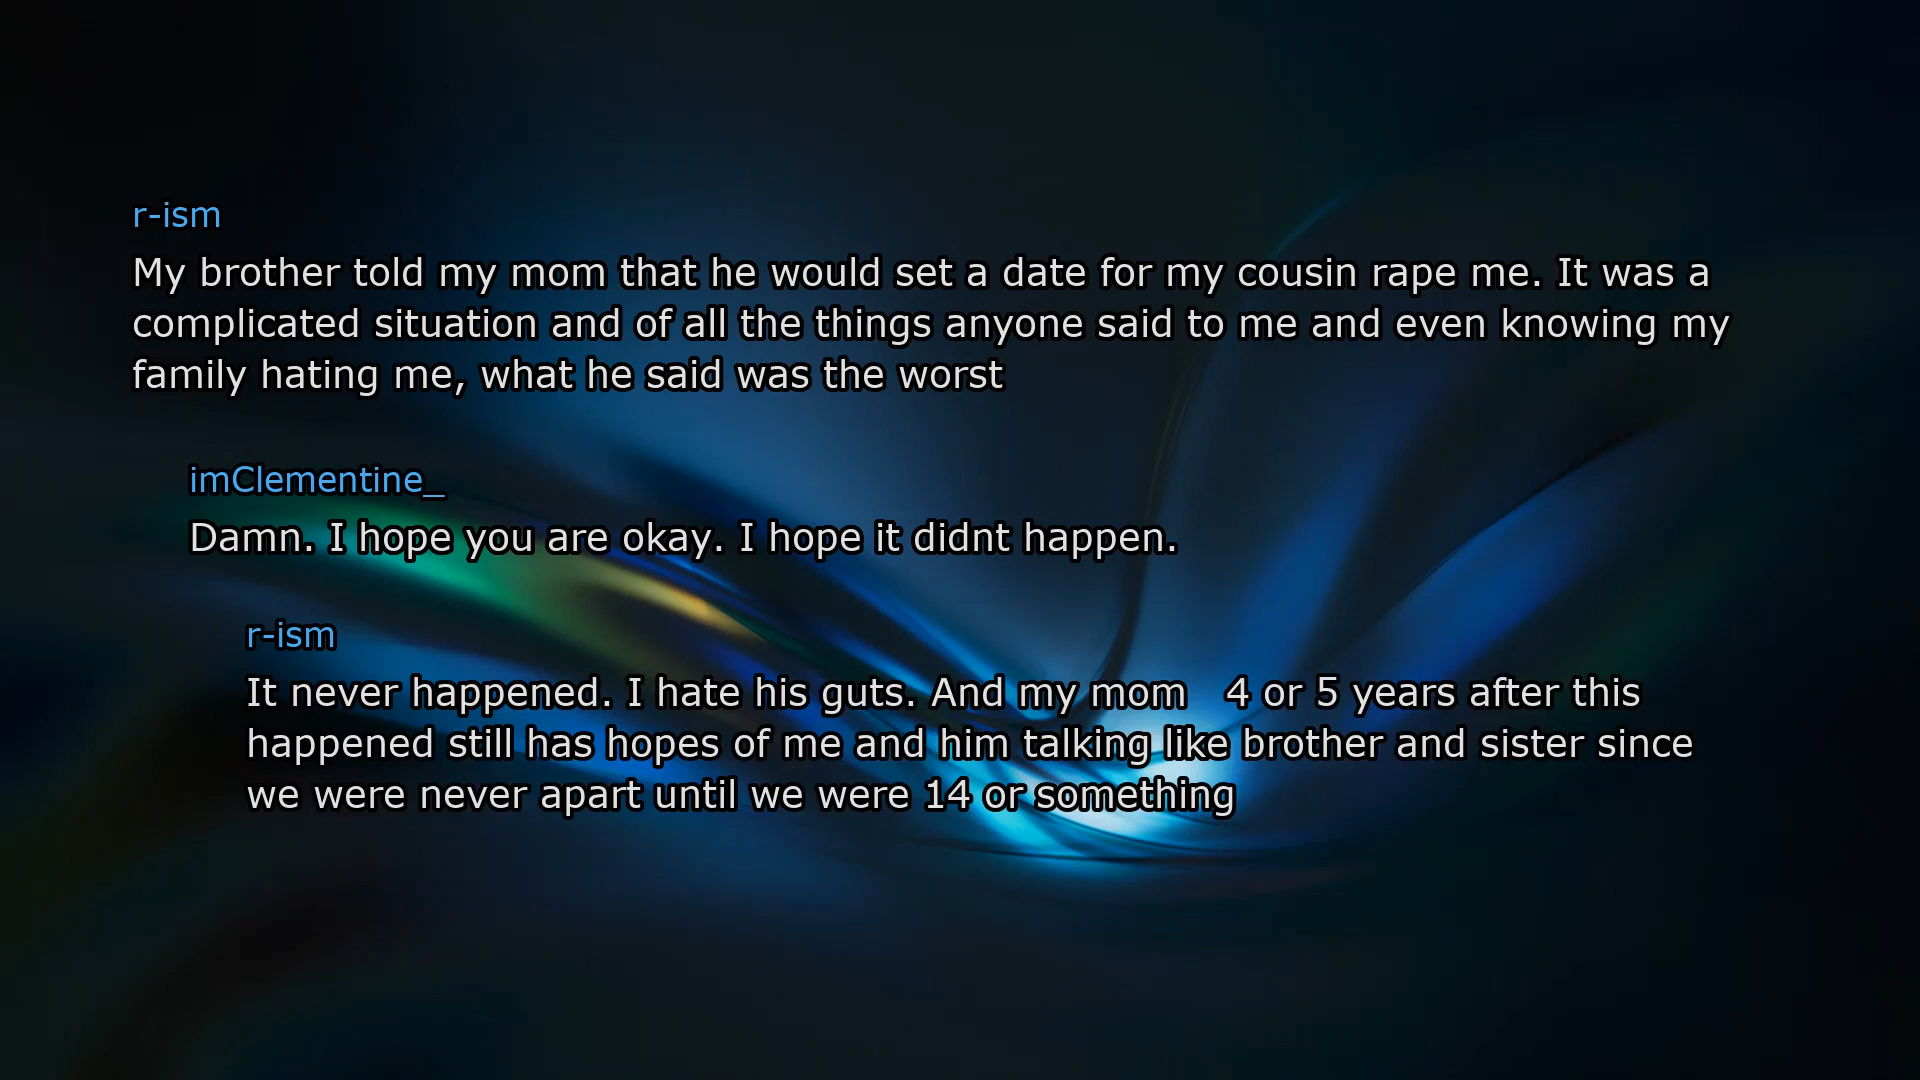 r-ism
My brother told my mom that he would set a date for my cousin rape me. It was a
complicated situation and of all the things anyone said to me and even knowing my
family hating me, what he said was the worst
imClementine_
Damn. I hope you are okay. I hope it didnt happen.
r-ism
It never happened. I hate his guts. And my mom   4 or 5 years after this
happened still has hopes of me and him talking like brother and sister since
we were never apart until we were 14 or something